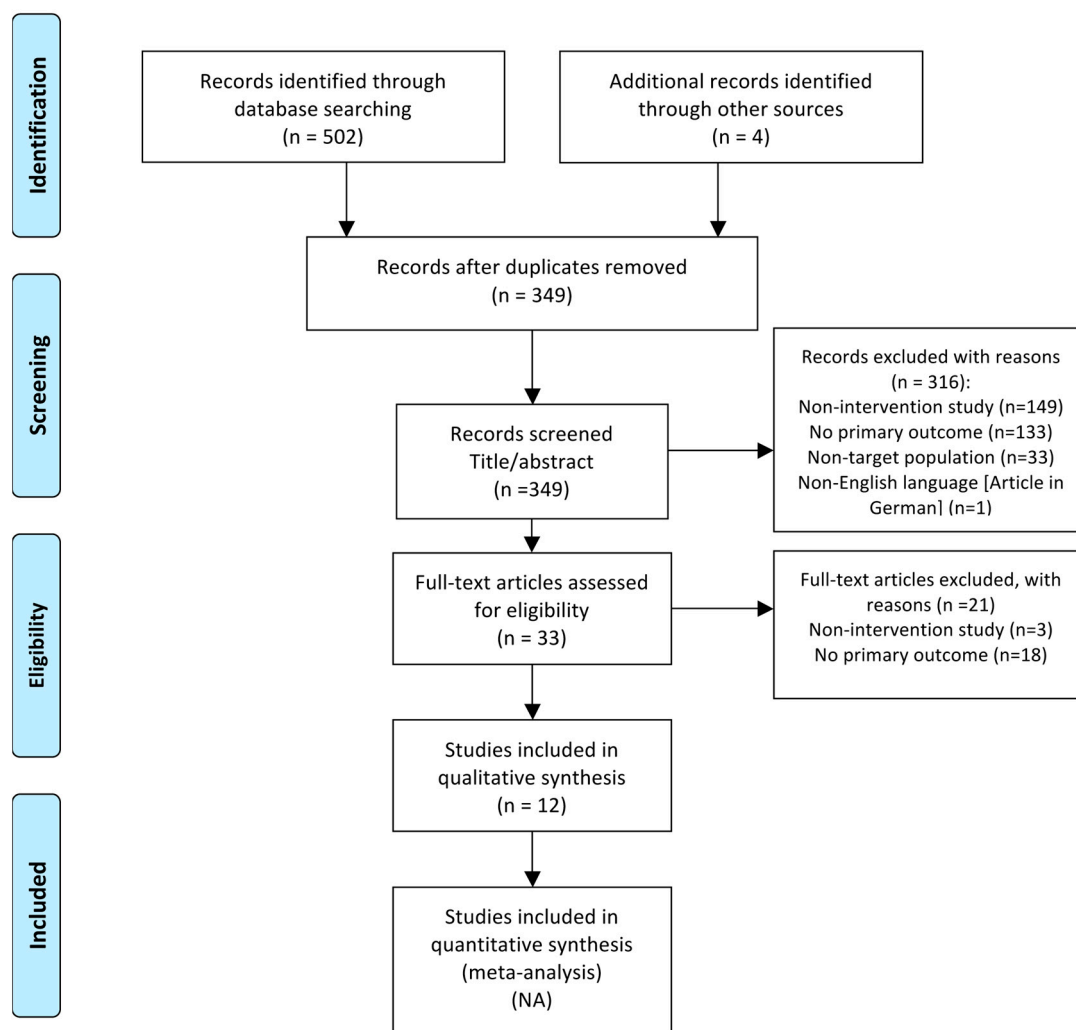 Identification
Records identified through
database searching
(n = 502)
Additional records identified
through other sources
(n = 4)
Records after duplicates removed
(n = 349)
Screening
Records screened
Title/abstract
(n =349)
Records excluded with reasons
(n = 316):
Non-intervention study (n=149)
No primary outcome (n=133)
Non-target population (n=33)
Non-English language [Article in
German] (n=1)
Eligibility
Full-text articles assessed
for eligibility
(n = 33)
Full-text articles excluded, with
reasons (n =21)
Non-intervention study (n=3)
No primary outcome (n=18)
Studies included in
qualitative synthesis
(n = 12)
Included
Studies included in
quantitative synthesis
(meta-analysis)
(NA)